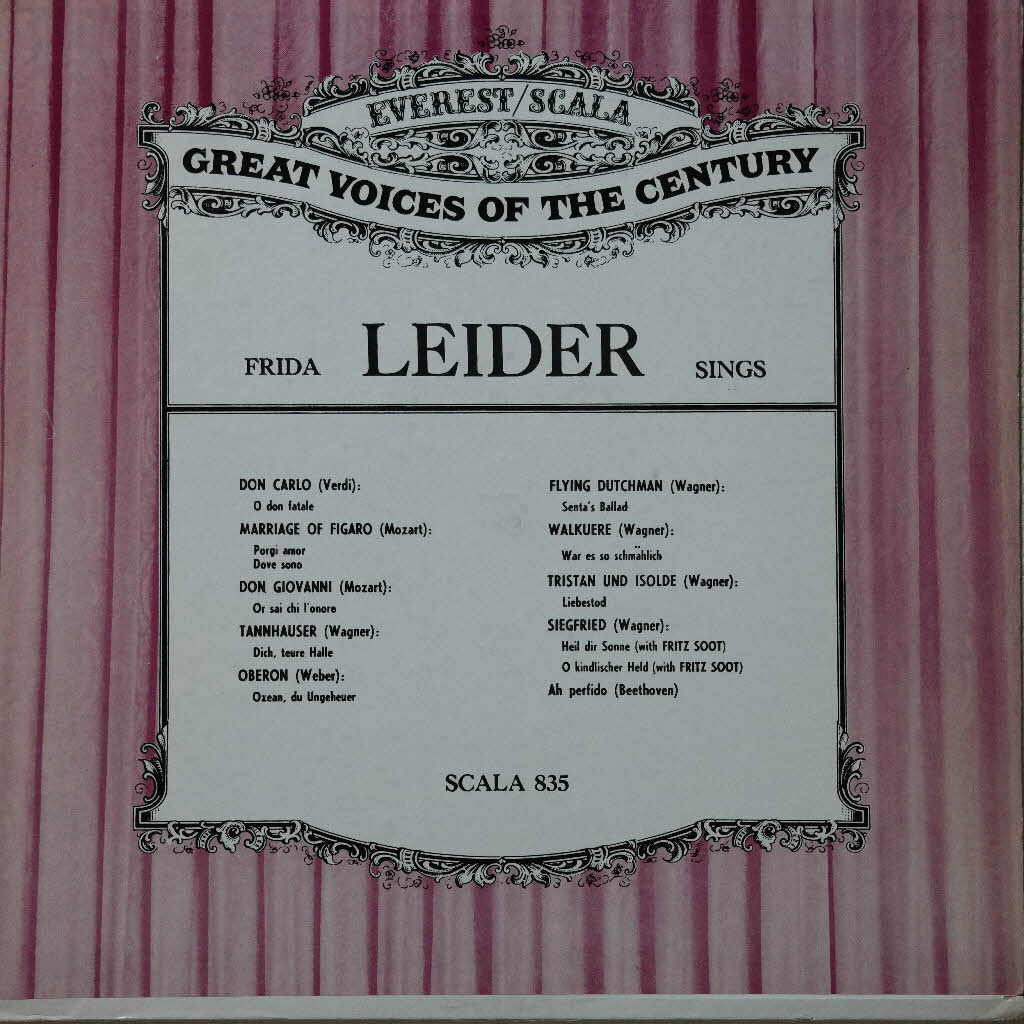 EVEREST/SCALA
GREAT VOICES OF THE CENTURY
FRIDA LEIDER SINGS
DON CARLO (Verdi):
O don fatale
MARRIAGE OF FIGARO (Mozart):
Porgi amor
Dove sono
DON GIOVANNI (Mozart):
Or sai chi l'onore
TANNHAUSER (Wagner):
Dich, teure Halle
OBERON (Weber):
Ozean, du Ungeheuer
FLYING DUTCHMAN (Wagner):
Senta's Ballad
WALKUERE (Wagner):
War es so schmählich
TRISTAN UND ISOLDE (Wagner):
Liebestod
SIEGFRIED (Wagner):
Heil dir Sonne (with FRITZ SOOT)
O kindlischer Held (with FRITZ SOOT)
Ah perfido (Beethoven)
SCALA 835